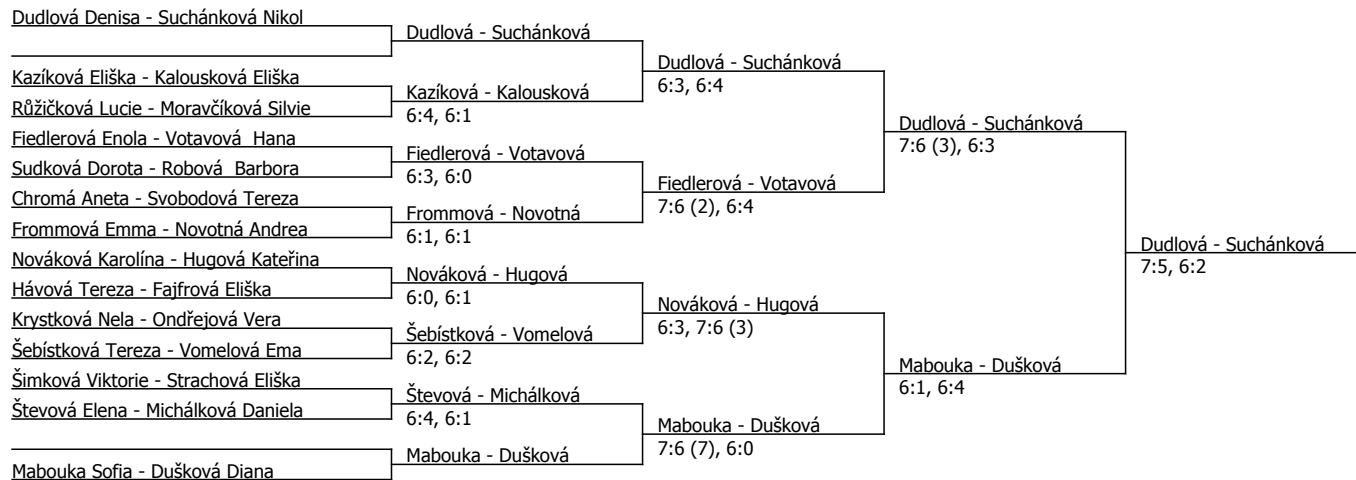 Dudlová Denisa - Suchánková Nikol
Kazíková Eliška - Kalousková Eliška
Růžičková Lucie - Moravčíková Silvie
Fiedlerová Enola - Votavová  Hana
Sudková Dorota - Robová  Barbora
Chromá Aneta - Svobodová Tereza
Frommová Emma - Novotná Andrea
Nováková Karolína - Hugová Kateřina
Hávová Tereza - Fajfrová Eliška
Krystková Nela - Ondřejová Vera
Šebístková Tereza - Vomelová Ema
Šimková Viktorie - Strachová Eliška
Števová Elena - Michálková Daniela
Mabouka Sofia - Dušková Diana
Dudlová - Suchánková
Kazíková - Kalousková
6:4, 6:1
Fiedlerová - Votavová
6:3, 6:0
Frommová - Novotná
6:1, 6:1
Nováková - Hugová
6:0, 6:1
Šebístková - Vomelová
6:2, 6:2
Števová - Michálková
6:4, 6:1
Mabouka - Dušková
Dudlová - Suchánková
6:3, 6:4
Fiedlerová - Votavová
7:6 (2), 6:4
Nováková - Hugová
6:3, 7:6 (3)
Mabouka - Dušková
7:6 (7), 6:0
Dudlová - Suchánková
7:6 (3), 6:3
Mabouka - Dušková
6:1, 6:4
Dudlová - Suchánková
7:5, 6:2